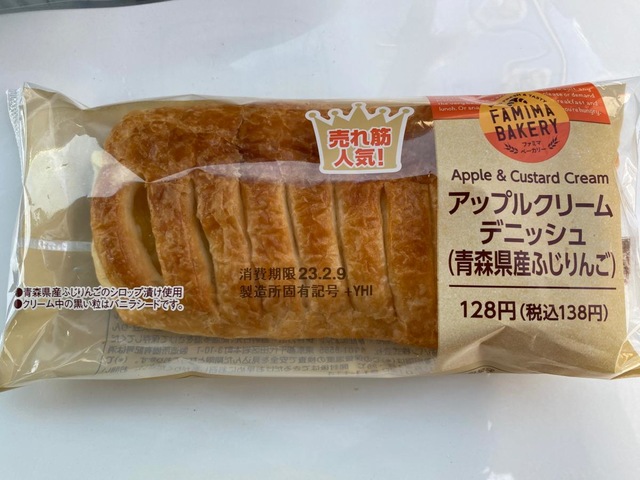 売れ筋
人気!
FAMIMA
BAKERY
ファミマ
ベーカリー
Apple & Custard Cream
アップルクリーム
デニッシュ
(青森県産ふじりんご)
128円(税込138円)
消費期限 23.2.9
製造所固有記号 +YHI
●青森県産ふじりんごのシロップ漬け使用
●クリーム中の黒い粒はバニラシードです。